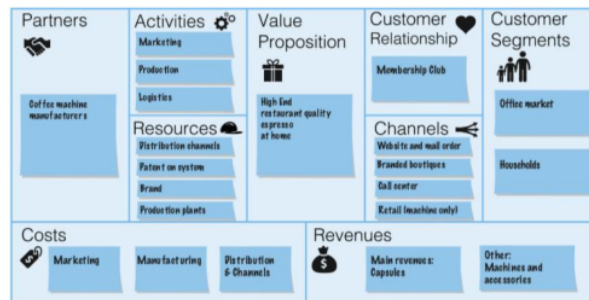 Partners
Coffee machine
manufacturers
Activities
Marketing
Production
Logistics
Resources
Distribution channels
Patent on system
Brand
Production plants
Value
Proposition
High End
restaurant quality
espresso
at home
Customer
Relationship
Membership Club
Channels
Website and mail order
Branded boutiques
Call center
Retail (machine only)
Customer
Segments
Office market
Households
Costs
Marketing
Manufacturing
Distribution
& Channels
Revenues
Main revenues:
Capsules
Other:
Machines and
accessories